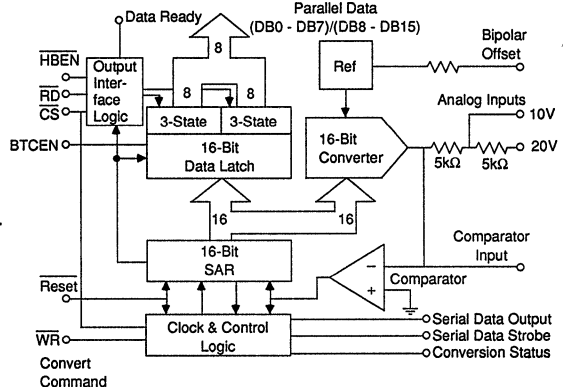 Parallel Data
Data Ready
(DB0 - DB7)/(DB8 - DB15)
Bipolar
Offset
HBEN
RD
CS
BTCEN
Output
Inter-
face
Logic
8
8
8
3-State
3-State
16-Bit
Data Latch
Ref
16-Bit
Converter
Analog Inputs
10V
20V
5kΩ
5kΩ
16
16
16-Bit
SAR
Comparator
Input
−
+
Comparator
Reset
WR
Convert
Command
Clock & Control
Logic
Serial Data Output
Serial Data Strobe
Conversion Status